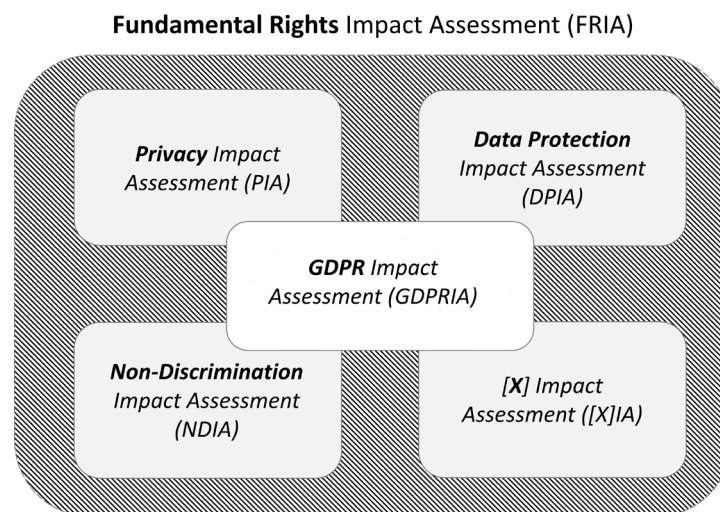 Fundamental Rights Impact Assessment (FRIA)
Privacy Impact
Assessment (PIA)
Data Protection
Impact Assessment
(DPIA)
GDPR Impact
Assessment (GDPRIA)
Non-Discrimination
Impact Assessment
(NDIA)
[X] Impact
Assessment ([X]IA)